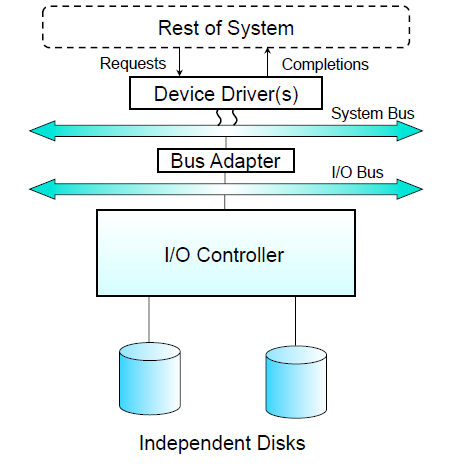 Rest of System
Requests
Completions
Device Driver(s)
System Bus
Bus Adapter
I/O Bus
I/O Controller
Independent Disks